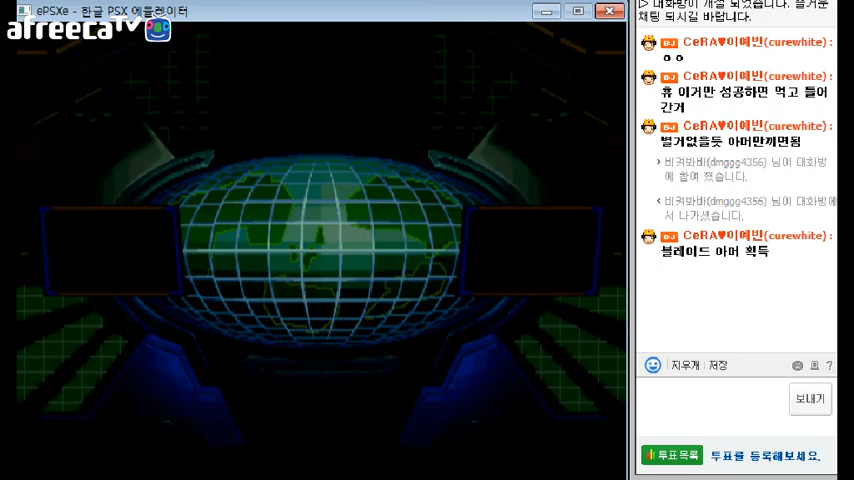 ePSXe - 한글 PSX 에뮬레이터
afreecaTV
▷ 대화방이 개설 되었습니다. 즐거운
채팅 되시길 바랍니다.
BJ CeRA♥이예빈(curewhite) :
ㅇㅇ
BJ CeRA♥이예빈(curewhite) :
휴 이거만 성공하면 먹고 들어
간거
BJ CeRA♥이예빈(curewhite) :
별거없을듯 아머만끼면됨
> 비켜봐바(dmggg4356) 님이 대화방
에 참여 했습니다.
> 비켜봐바(dmggg4356) 님이 대화방에
서 나가셨습니다.
BJ CeRA♥이예빈(curewhite) :
블레이드 아머 획득
지우개 저장 ?
보내기
투표목록 투표를 등록해보세요.